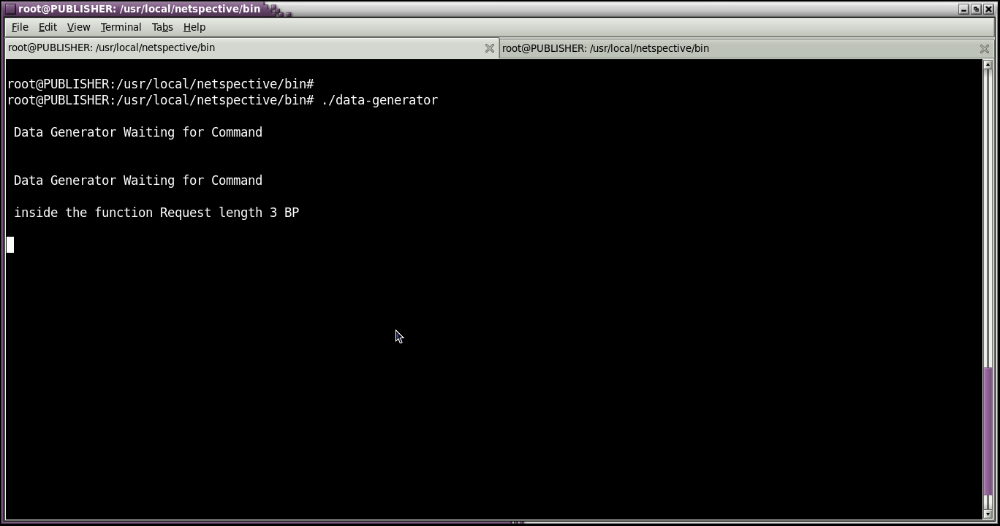 root@PUBLISHER: /usr/local/netspective/bin
File Edit View Terminal Tabs Help
root@PUBLISHER: /usr/local/netspective/bin root@PUBLISHER: /usr/local/netspective/bin
root@PUBLISHER:/usr/local/netspective/bin#
root@PUBLISHER:/usr/local/netspective/bin# ./data-generator
Data Generator Waiting for Command
Data Generator Waiting for Command
inside the function Request length 3 BP